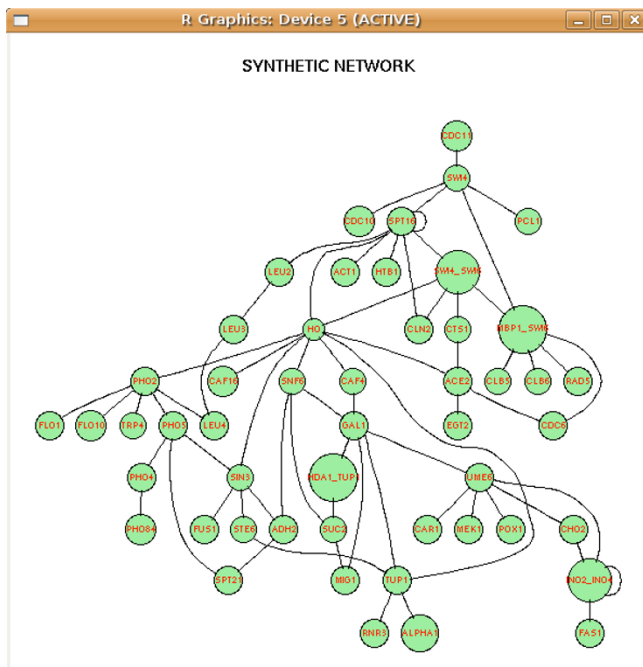 R Graphics: Device 5 (ACTIVE)
SYNTHETIC NETWORK
CDC11
SWI4
CDC10
SPT16
PCL1
LEU2
ACT1
HTB1
SWI4_SWI6
LEU3
HO
CLN2
CTS1
MBP1_SWI6
PHO2
CAF16
SNF6
CAF4
ACE2
CLB5
CLB6
RAD5
FLO1
FLO10
TRP4
PHO5
LEU4
GAL1
EGT2
CDC6
PHO4
SIN3
HDA1_TUP1
UME6
PHO84
FUS1
STE6
ADH2
SUC2
CAR1
MEK1
POX1
CHO2
SPT21
MIG1
TUP1
INO2_INO4
RNR3
ALPHA1
FAS1